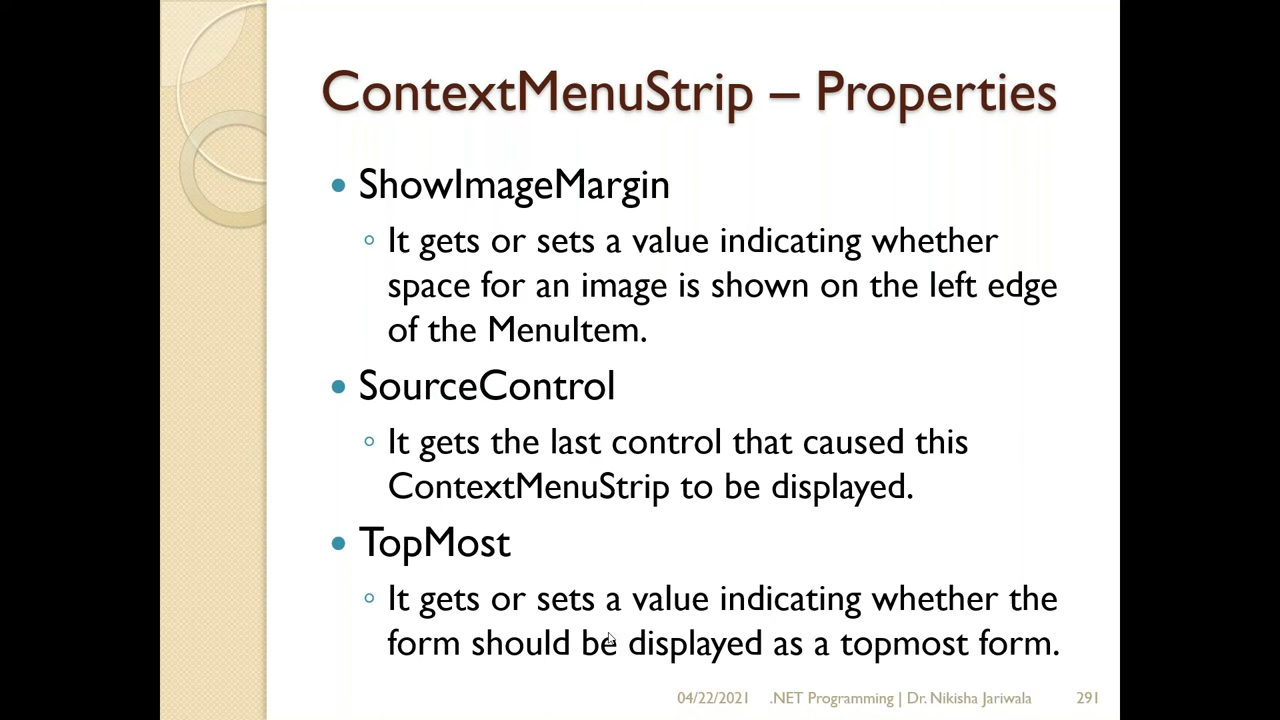 ContextMenuStrip – Properties
• ShowImageMargin
◦ It gets or sets a value indicating whether
space for an image is shown on the left edge
of the MenuItem.
• SourceControl
◦ It gets the last control that caused this
ContextMenuStrip to be displayed.
• TopMost
◦ It gets or sets a value indicating whether the
form should be displayed as a topmost form.
04/22/2021 .NET Programming | Dr. Nikisha Jariwala 291